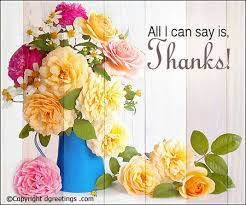 All I can say is,
Thanks!
©Copyright dgreetings .com